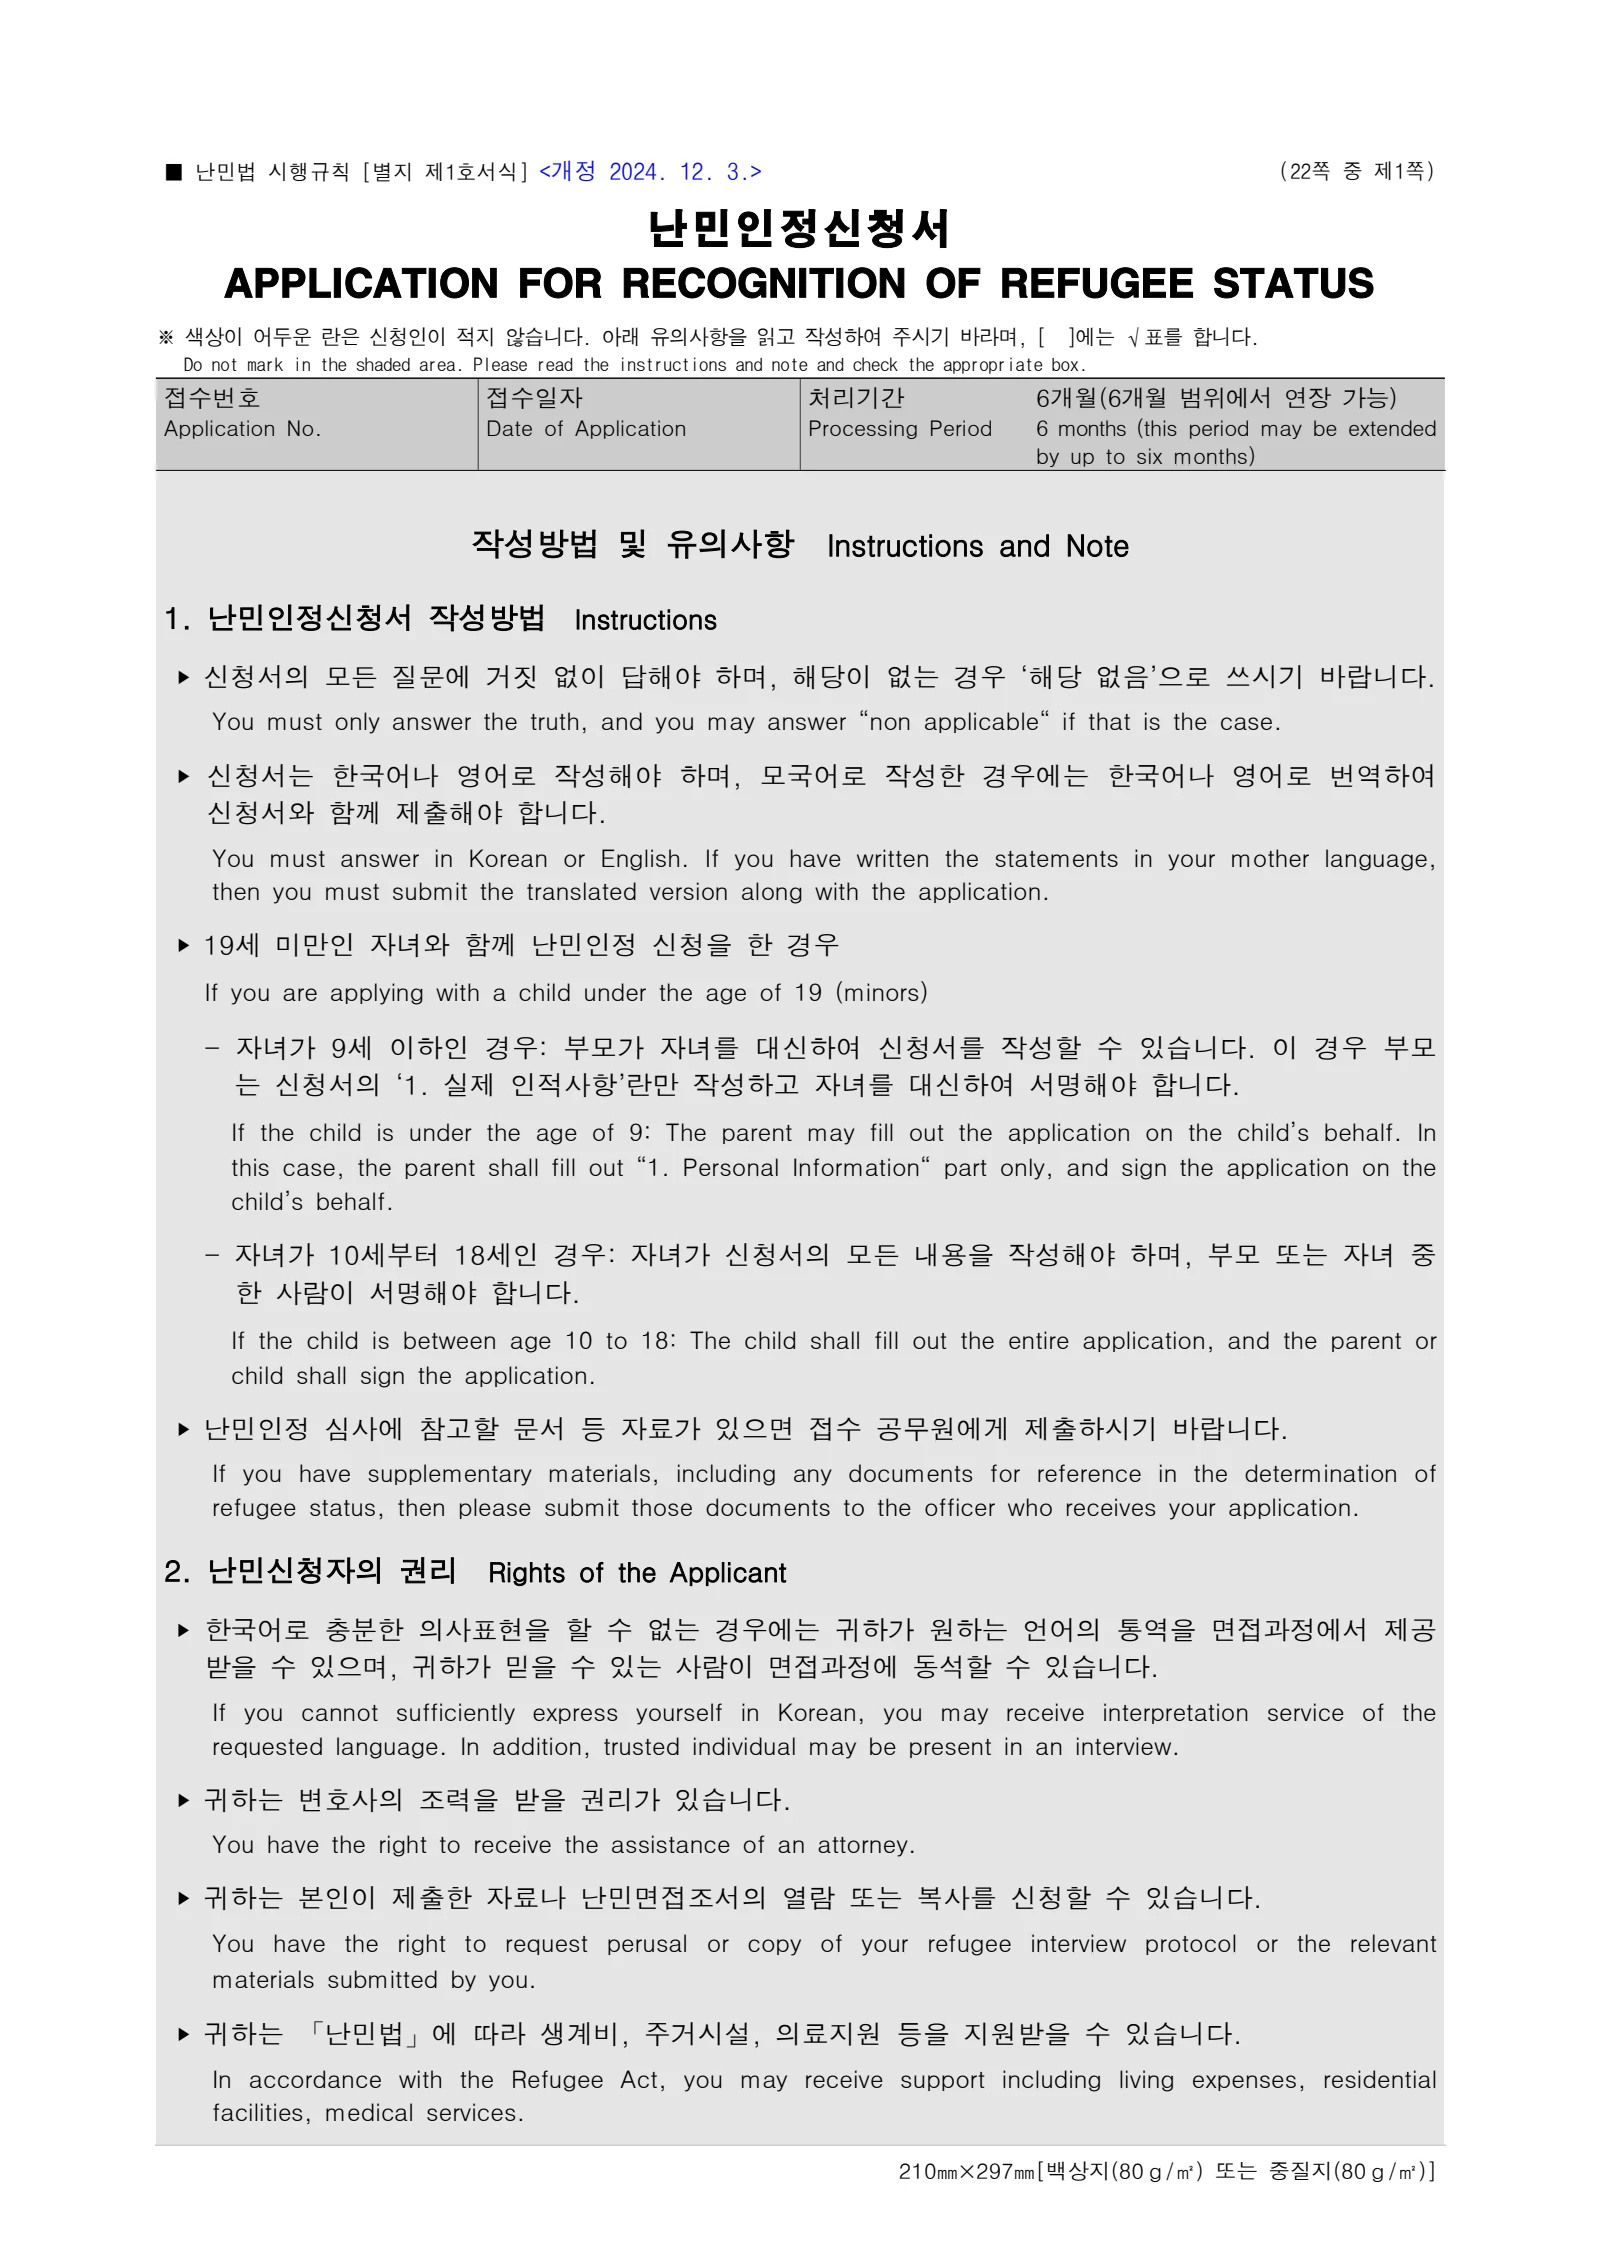 ■ 난민법 시행규칙 [별지 제1호서식] <개정 2024. 12. 3.>
(22쪽 중 제1쪽)
난민인정신청서
APPLICATION FOR RECOGNITION OF REFUGEE STATUS
※ 색상이 어두운 란은 신청인이 적지 않습니다. 아래 유의사항을 읽고 작성하여 주시기 바라며, [ ]에는 √표를 합니다.
Do not mark in the shaded area. Please read the instructions and note and check the appropriate box.
접수번호
Application No.
접수일자
Date of Application
처리기간
Processing Period
6개월(6개월 범위에서 연장 가능)
6 months (this period may be extended
by up to six months)
작성방법 및 유의사항 Instructions and Note
1. 난민인정신청서 작성방법 Instructions
▶ 신청서의 모든 질문에 거짓 없이 답해야 하며, 해당이 없는 경우 ‘해당 없음’으로 쓰시기 바랍니다.
You must only answer the truth, and you may answer “non applicable“ if that is the case.
▶ 신청서는 한국어나 영어로 작성해야 하며, 모국어로 작성한 경우에는 한국어나 영어로 번역하여
신청서와 함께 제출해야 합니다.
You must answer in Korean or English. If you have written the statements in your mother language,
then you must submit the translated version along with the application.
▶ 19세 미만인 자녀와 함께 난민인정 신청을 한 경우
If you are applying with a child under the age of 19 (minors)
- 자녀가 9세 이하인 경우: 부모가 자녀를 대신하여 신청서를 작성할 수 있습니다. 이 경우 부모
는 신청서의 ‘1. 실제 인적사항’란만 작성하고 자녀를 대신하여 서명해야 합니다.
If the child is under the age of 9: The parent may fill out the application on the child’s behalf. In
this case, the parent shall fill out “1. Personal Information“ part only, and sign the application on the
child’s behalf.
- 자녀가 10세부터 18세인 경우: 자녀가 신청서의 모든 내용을 작성해야 하며, 부모 또는 자녀 중
한 사람이 서명해야 합니다.
If the child is between age 10 to 18: The child shall fill out the entire application, and the parent or
child shall sign the application.
▶ 난민인정 심사에 참고할 문서 등 자료가 있으면 접수 공무원에게 제출하시기 바랍니다.
If you have supplementary materials, including any documents for reference in the determination of
refugee status, then please submit those documents to the officer who receives your application.
2. 난민신청자의 권리 Rights of the Applicant
▶ 한국어로 충분한 의사표현을 할 수 없는 경우에는 귀하가 원하는 언어의 통역을 면접과정에서 제공
받을 수 있으며, 귀하가 믿을 수 있는 사람이 면접과정에 동석할 수 있습니다.
If you cannot sufficiently express yourself in Korean, you may receive interpretation service of the
requested language. In addition, trusted individual may be present in an interview.
▶ 귀하는 변호사의 조력을 받을 권리가 있습니다.
You have the right to receive the assistance of an attorney.
▶ 귀하는 본인이 제출한 자료나 난민면접조서의 열람 또는 복사를 신청할 수 있습니다.
You have the right to request perusal or copy of your refugee interview protocol or the relevant
materials submitted by you.
▶ 귀하는 「난민법」에 따라 생계비, 주거시설, 의료지원 등을 지원받을 수 있습니다.
In accordance with the Refugee Act, you may receive support including living expenses, residential
facilities, medical services.
210㎜×297㎜[백상지(80ｇ/㎡) 또는 중질지(80ｇ/㎡)]